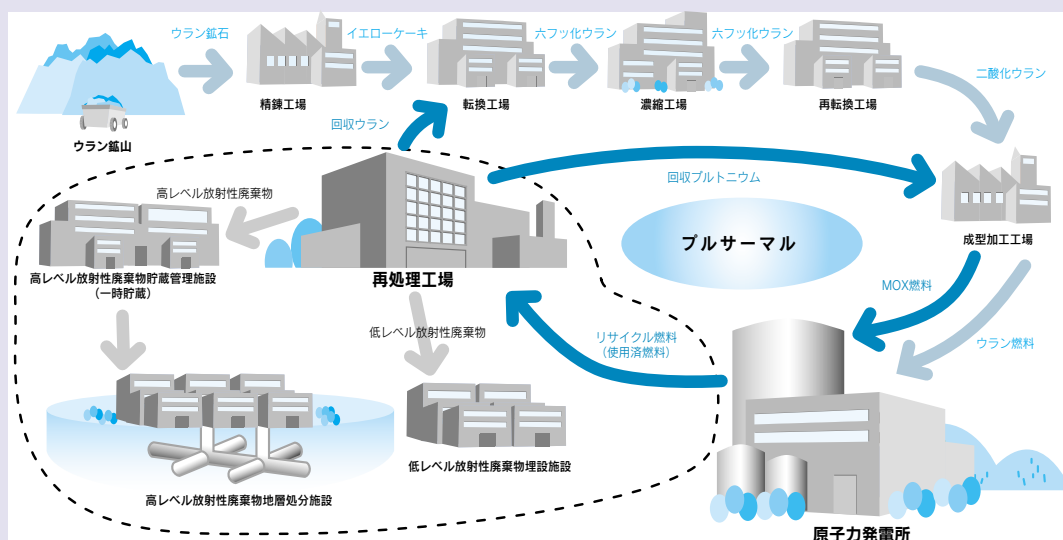 ウラン鉱石
イエローケーキ
六フッ化ウラン
六フッ化ウラン
二酸化ウラン
ウラン鉱山
精錬工場
転換工場
濃縮工場
再転換工場
回収ウラン
回収プルトニウム
成型加工工場
高レベル放射性廃棄物
プルサーマル
高レベル放射性廃棄物貯蔵管理施設
(一時貯蔵)
再処理工場
MOX燃料
低レベル放射性廃棄物
リサイクル燃料
(使用済燃料)
ウラン燃料
低レベル放射性廃棄物埋設施設
高レベル放射性廃棄物地層処分施設
原子力発電所